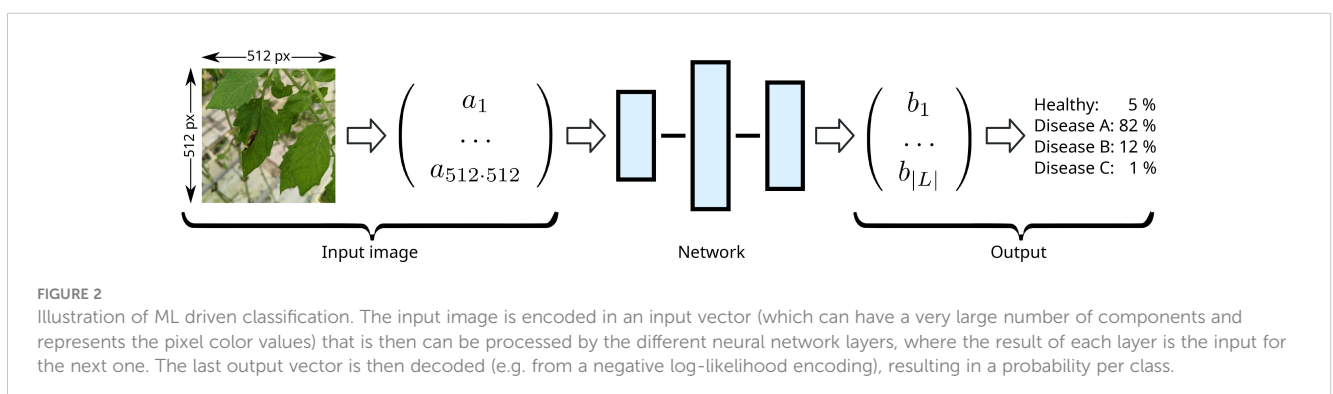 512 px
512 px
a1
...
a512·512
b1
...
b|L|
Healthy: 5 %
Disease A: 82 %
Disease B: 12 %
Disease C: 1 %
Input image
Network
Output
FIGURE 2
Illustration of ML driven classification. The input image is encoded in an input vector (which can have a very large number of components and
represents the pixel color values) that is then can be processed by the different neural network layers, where the result of each layer is the input for
the next one. The last output vector is then decoded (e.g. from a negative log-likelihood encoding), resulting in a probability per class.